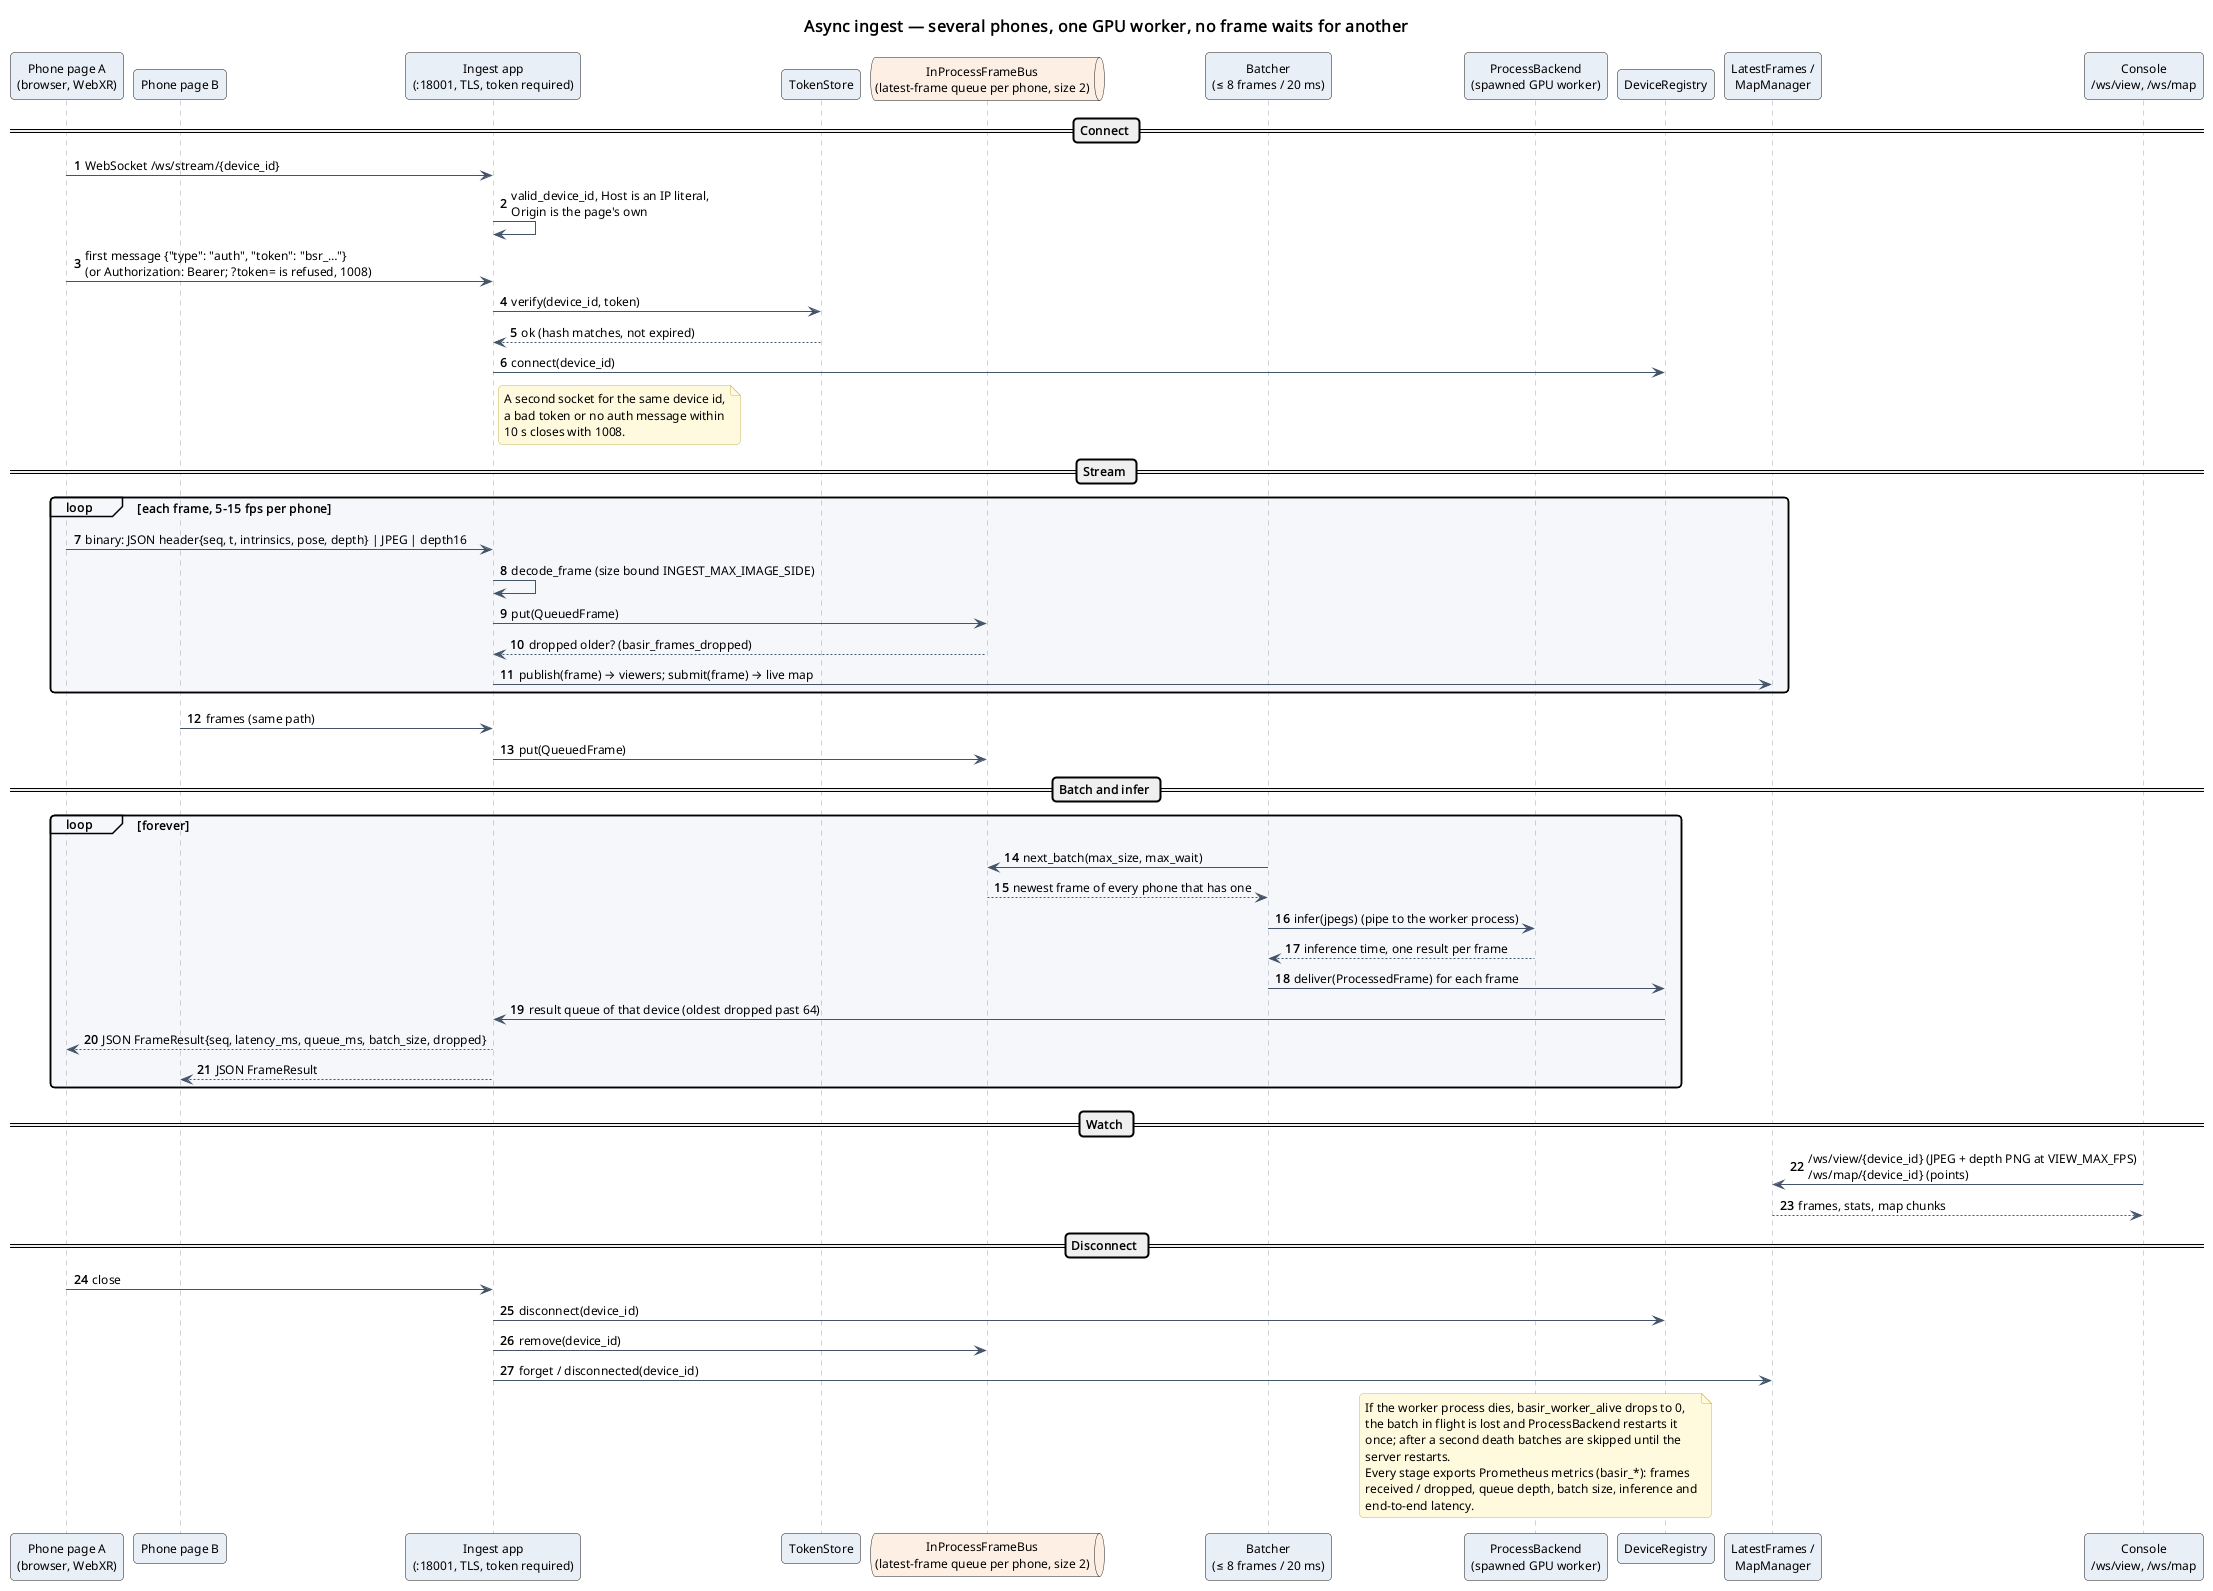 Async ingest — several phones, one GPU worker, no frame waits for another
Phone page A
(browser, WebXR)
Phone page B
Ingest app
(:18001, TLS, token required)
TokenStore
InProcessFrameBus
(latest-frame queue per phone, size 2)
Batcher
(≤ 8 frames / 20 ms)
ProcessBackend
(spawned GPU worker)
DeviceRegistry
LatestFrames /
MapManager
Console
/ws/view, /ws/map
Connect
1 WebSocket /ws/stream/{device_id}
2 valid_device_id, Host is an IP literal,
Origin is the page's own
3 first message {"type": "auth", "token": "bsr_…"}
(or Authorization: Bearer; ?token= is refused, 1008)
4 verify(device_id, token)
5 ok (hash matches, not expired)
6 connect(device_id)
A second socket for the same device id,
a bad token or no auth message within
10 s closes with 1008.
Stream
loop [each frame, 5-15 fps per phone]
7 binary: JSON header{seq, t, intrinsics, pose, depth} | JPEG | depth16
8 decode_frame (size bound INGEST_MAX_IMAGE_SIDE)
9 put(QueuedFrame)
10 dropped older? (basir_frames_dropped)
11 publish(frame) → viewers; submit(frame) → live map
12 frames (same path)
13 put(QueuedFrame)
Batch and infer
loop [forever]
14 next_batch(max_size, max_wait)
15 newest frame of every phone that has one
16 infer(jpegs) (pipe to the worker process)
17 inference time, one result per frame
18 deliver(ProcessedFrame) for each frame
19 result queue of that device (oldest dropped past 64)
20 JSON FrameResult{seq, latency_ms, queue_ms, batch_size, dropped}
21 JSON FrameResult
Watch
22 /ws/view/{device_id} (JPEG + depth PNG at VIEW_MAX_FPS)
/ws/map/{device_id} (points)
23 frames, stats, map chunks
Disconnect
24 close
25 disconnect(device_id)
26 remove(device_id)
27 forget / disconnected(device_id)
If the worker process dies, basir_worker_alive drops to 0,
the batch in flight is lost and ProcessBackend restarts it
once; after a second death batches are skipped until the
server restarts.
Every stage exports Prometheus metrics (basir_*): frames
received / dropped, queue depth, batch size, inference and
end-to-end latency.
Phone page A
(browser, WebXR)
Phone page B
Ingest app
(:18001, TLS, token required)
TokenStore
InProcessFrameBus
(latest-frame queue per phone, size 2)
Batcher
(≤ 8 frames / 20 ms)
ProcessBackend
(spawned GPU worker)
DeviceRegistry
LatestFrames /
MapManager
Console
/ws/view, /ws/map